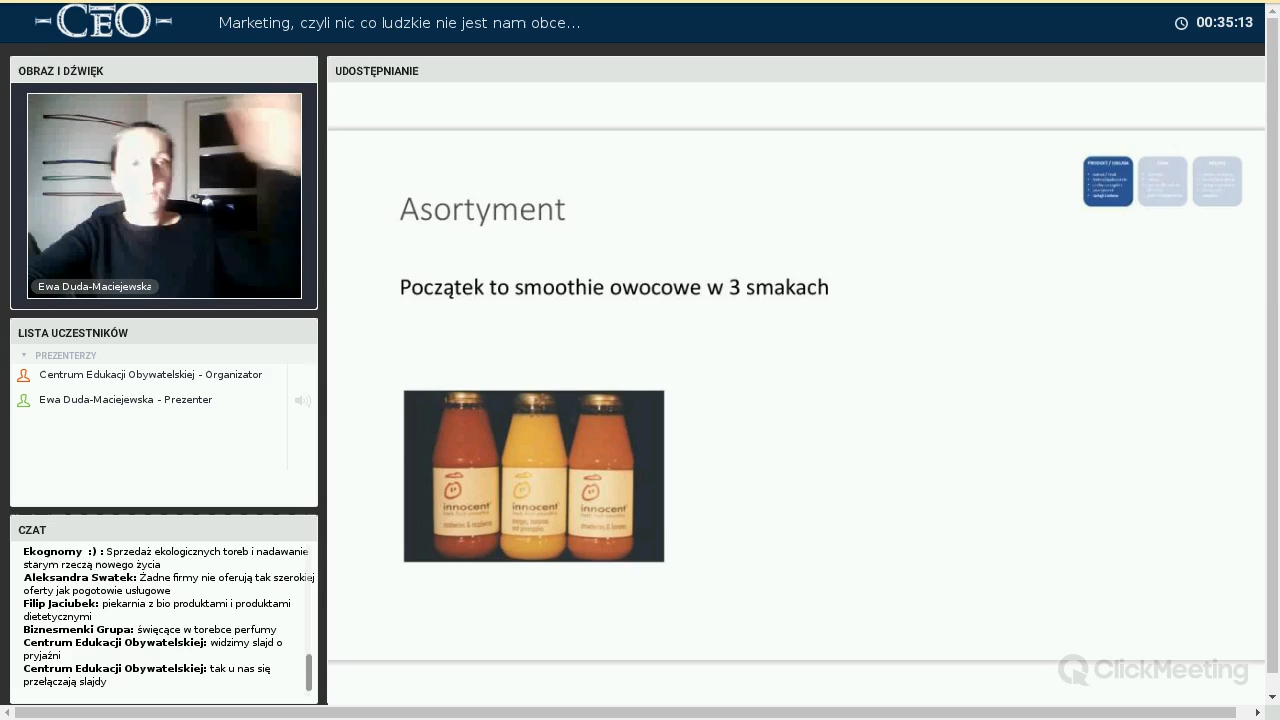 CEO
Marketing, czyli nic co ludzkie nie jest nam obce...
00:35:13
OBRAZ I DŹWIĘK
Ewa Duda-Maciejewska
LISTA UCZESTNIKÓW
PREZENTERZY
Centrum Edukacji Obywatelskiej - Organizator
Ewa Duda-Maciejewska - Prezenter
CZAT
Ekognomy :) : Sprzedaż ekologicznych toreb i nadawanie
starym rzeczą nowego życia
Aleksandra Swatek: Żadne firmy nie oferują tak szerokiej
oferty jak pogotowie usługowe
Filip Jaciubek: piekarnia z bio produktami i produktami
dietetycznymi
Biznesmenki Grupa: święcące w torebce perfumy
Centrum Edukacji Obywatelskiej: widzimy slajd o
pryjaźni
Centrum Edukacji Obywatelskiej: tak u nas się
przełączają slajdy
UDOSTĘPNIANIE
PRODUKT / USŁUGA
Asortyment
Początek to smoothie owocowe w 3 smakach
innocent
innocent
innocent
ClickMeeting